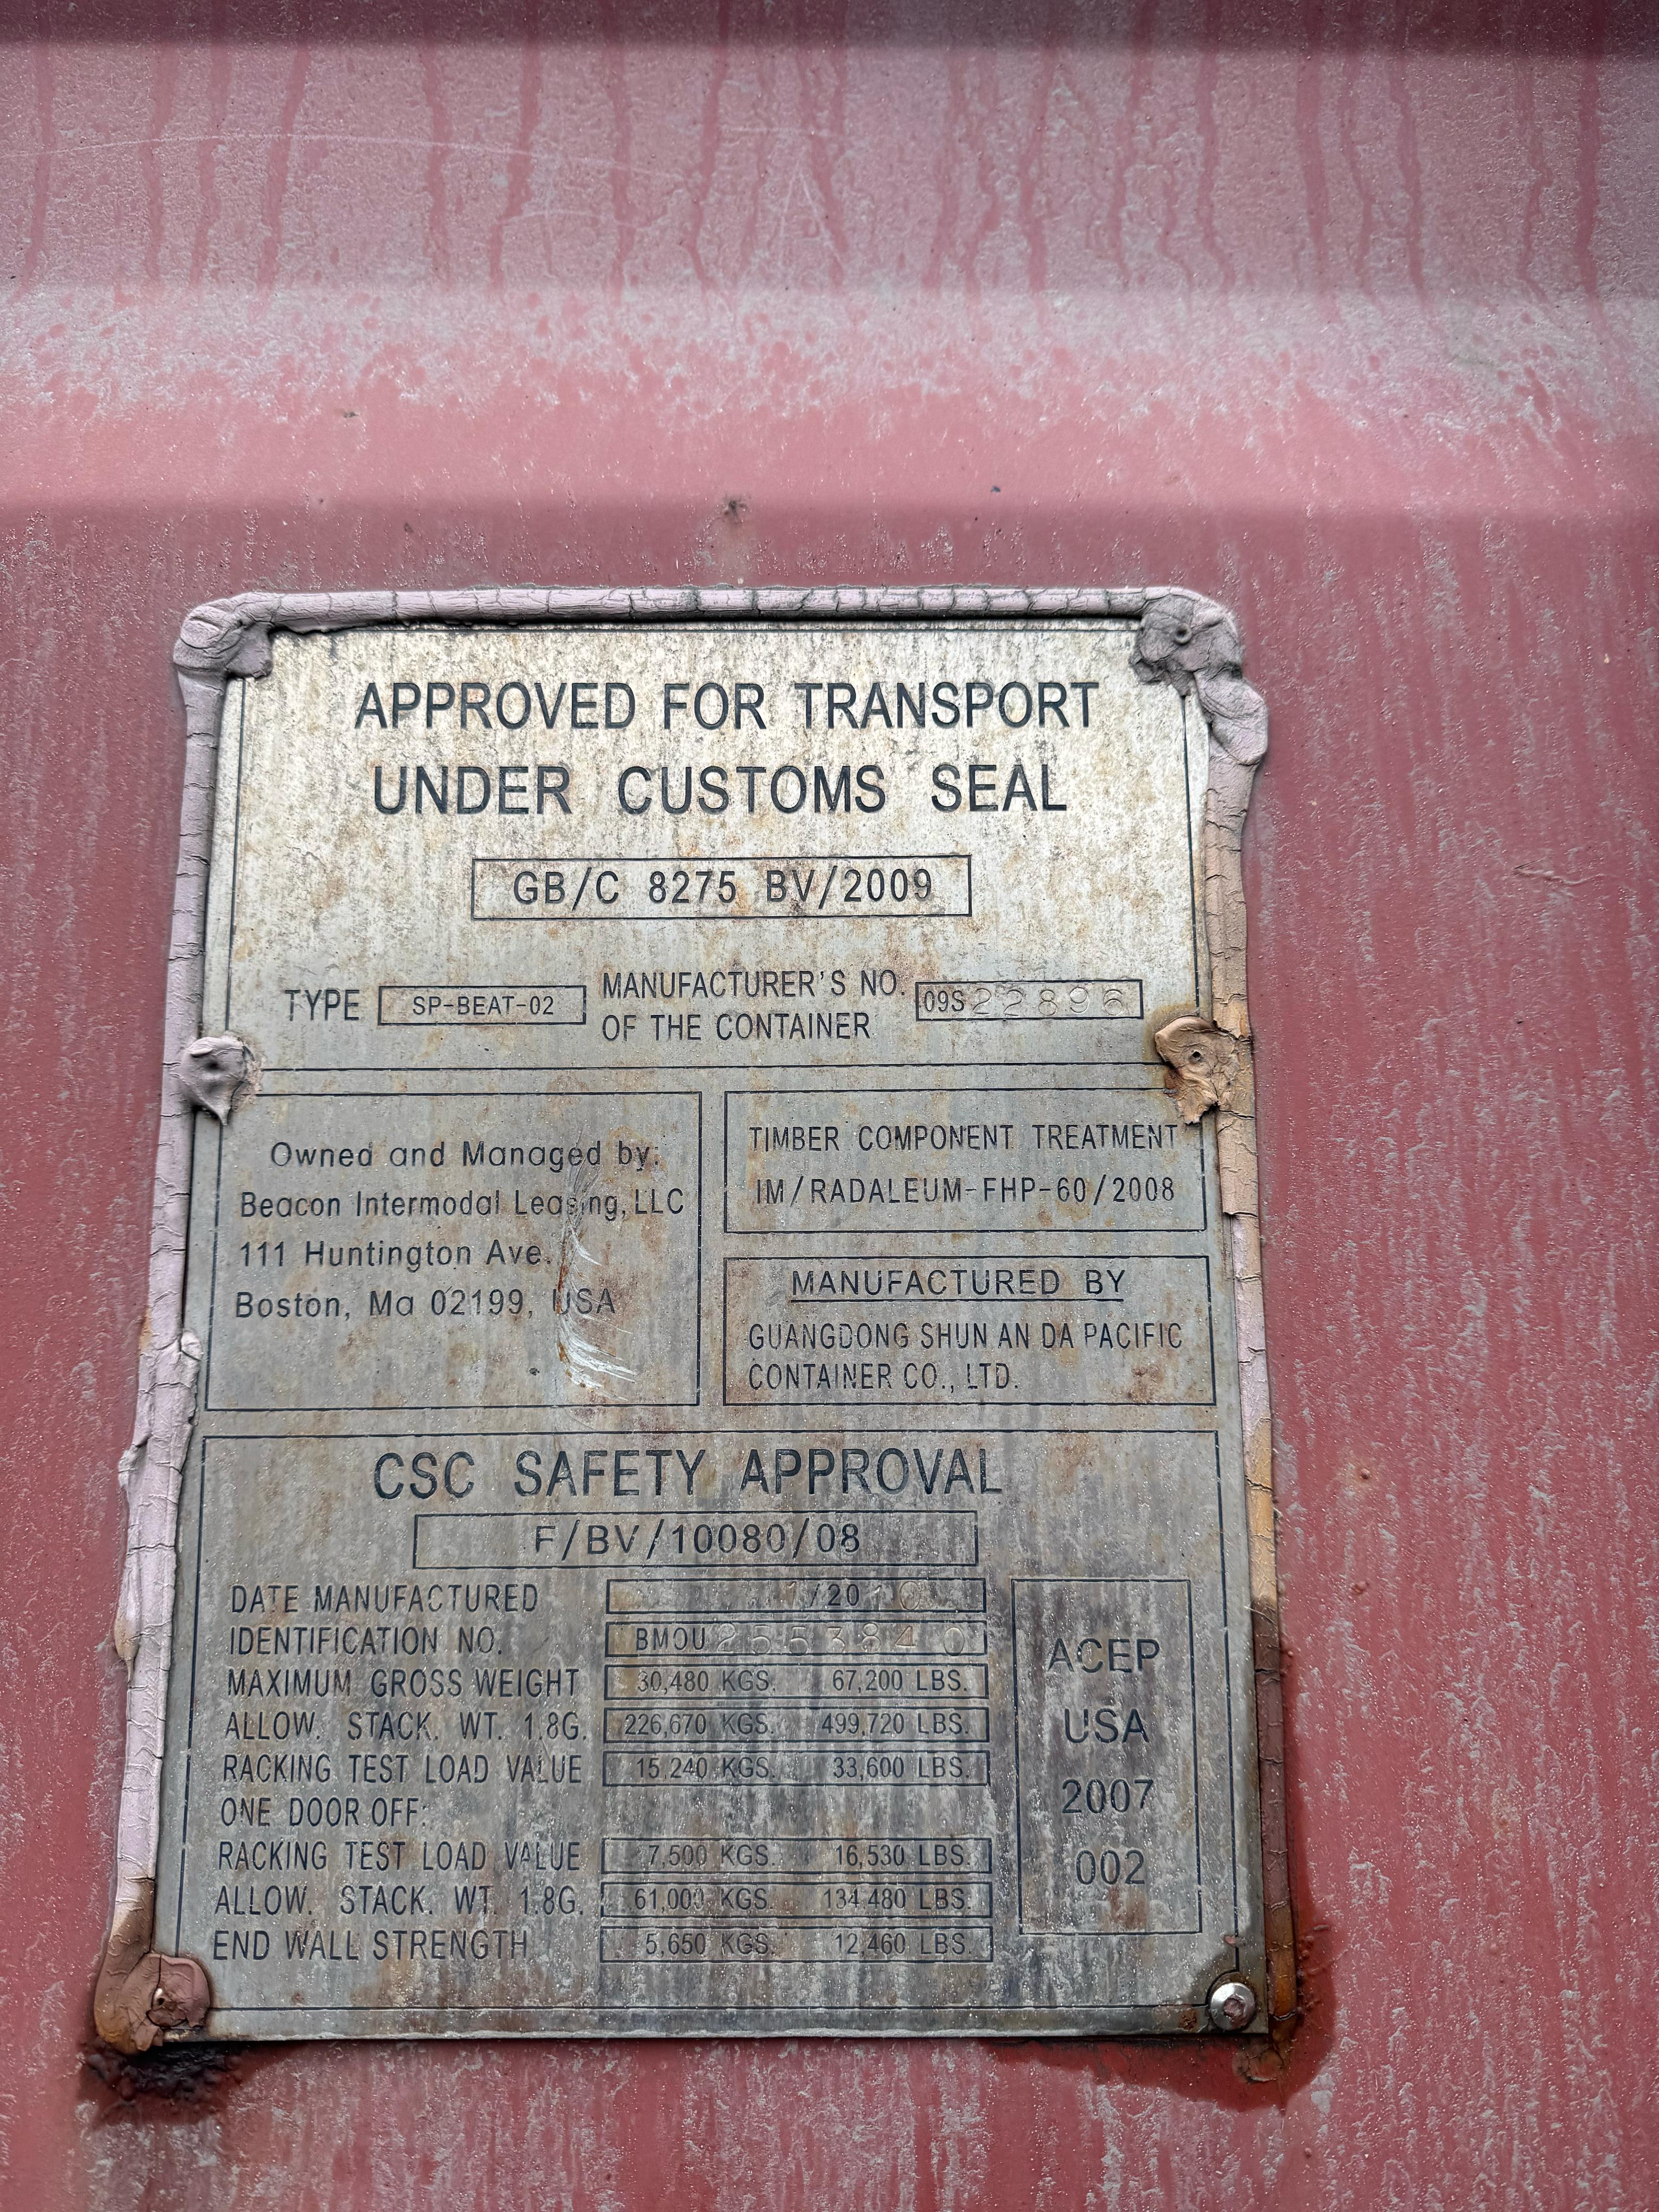 APPROVED FOR TRANSPORT
UNDER CUSTOMS SEAL
GB/C 8275 BV/2009
TYPE SP-BEAT-02 MANUFACTURER'S NO. OF THE CONTAINER 09S22896
Owned and Managed by:
Beacon Intermodal Leasing, LLC
111 Huntington Ave.
Boston, Ma 02199, USA
TIMBER COMPONENT TREATMENT
IM/RADALEUM-FHP-60/2008
MANUFACTURED BY
GUANGDONG SHUN AN DA PACIFIC
CONTAINER CO., LTD.
CSC SAFETY APPROVAL
F/BV/10080/08
DATE MANUFACTURED 1/2010
IDENTIFICATION NO. BMOU2553840
MAXIMUM GROSS WEIGHT 30,480 KGS. 67,200 LBS.
ALLOW. STACK. WT. 1.8G. 226,670 KGS. 499,720 LBS.
RACKING TEST LOAD VALUE 15,240 KGS. 33,600 LBS.
ONE DOOR OFF:
RACKING TEST LOAD VALUE 7,500 KGS. 16,530 LBS.
ALLOW. STACK. WT. 1.8G. 61,000 KGS. 134,480 LBS.
END WALL STRENGTH 5,650 KGS. 12,460 LBS.
ACEP
USA
2007
002